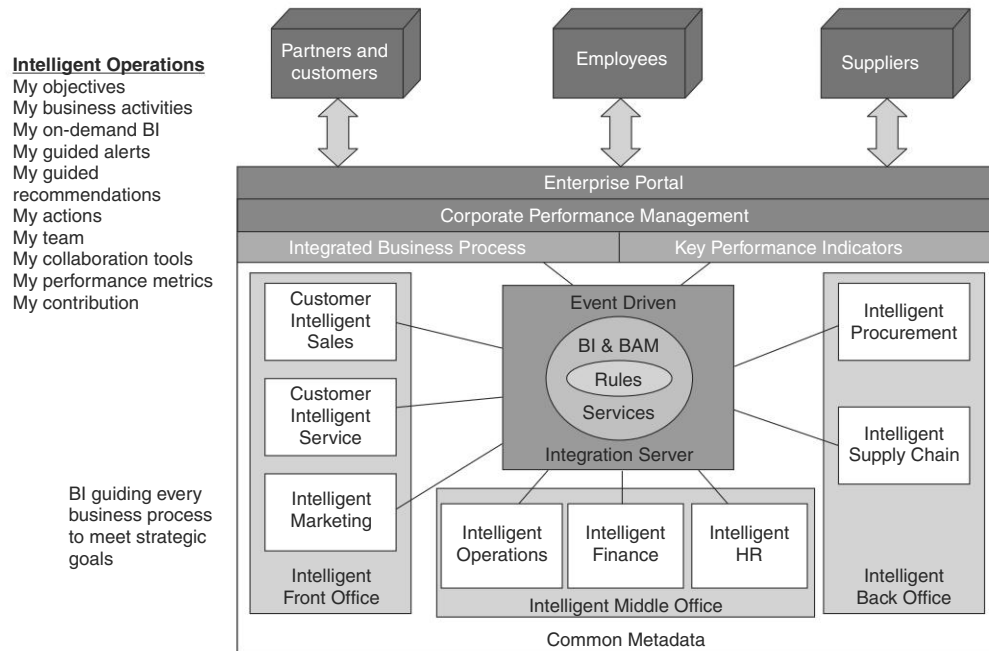 Partners and
customers
Employees
Suppliers
Intelligent Operations
My objectives
My business activities
My on-demand BI
My guided alerts
My guided
recommendations
My actions
My team
My collaboration tools
My performance metrics
My contribution
Enterprise Portal
Corporate Performance Management
Integrated Business Process
Key Performance Indicators
Customer
Intelligent
Sales
Customer
Intelligent
Service
Intelligent
Marketing
Intelligent
Front Office
Event Driven
BI & BAM
Rules
Services
Integration Server
Intelligent
Operations
Intelligent
Finance
Intelligent
HR
Intelligent Middle Office
Intelligent
Procurement
Intelligent
Supply Chain
Intelligent
Back Office
BI guiding every
business process
to meet strategic
goals
Common Metadata